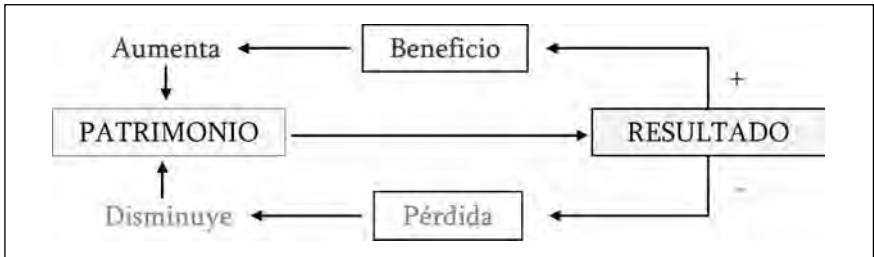 Aumenta Beneficio
+
PATRIMONIO RESULTADO
-
Disminuye Pérdida